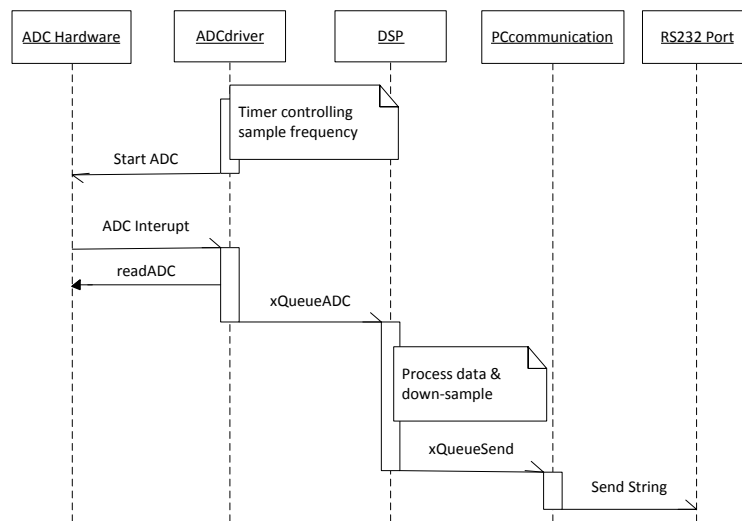 ADC Hardware
ADCdriver
DSP
PCcommunication
RS232 Port
Timer controlling
sample frequency
Start ADC
ADC Interupt
readADC
xQueueADC
Process data &
down-sample
xQueueSend
Send String